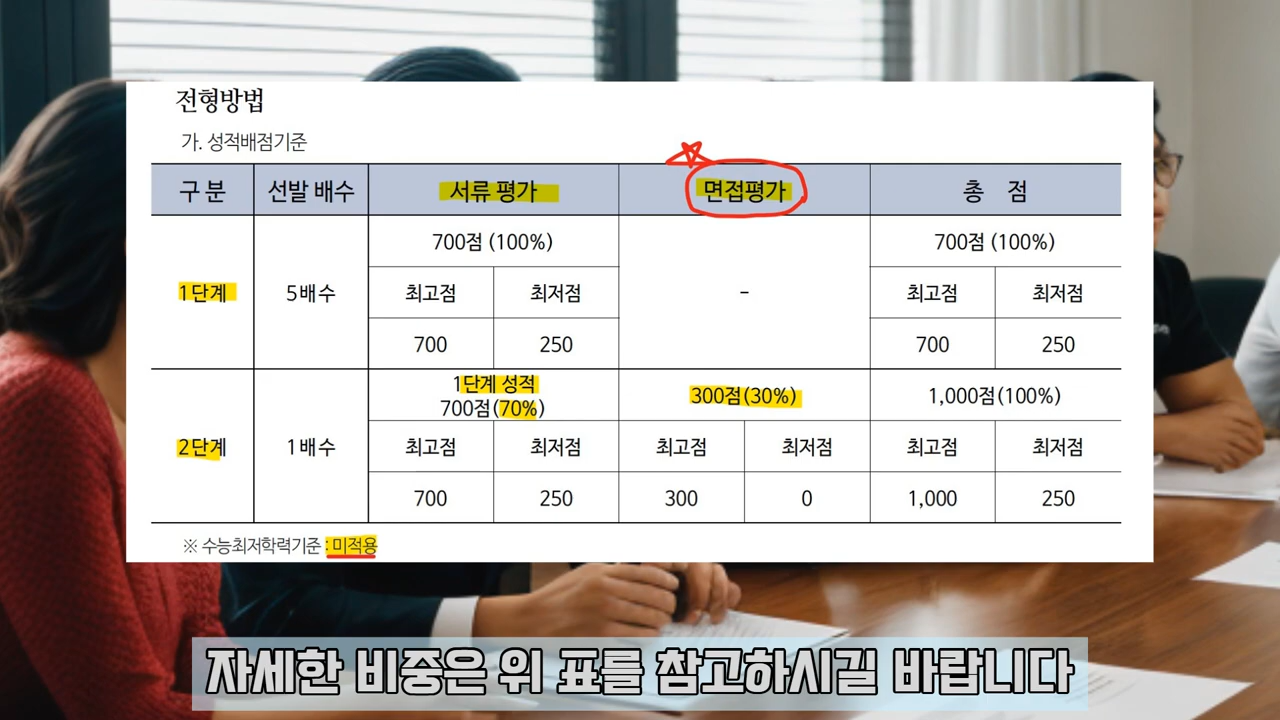 전형방법
가. 성적배점기준
구 분 선발 배수 서류 평가 면접평가 총 점
700점 (100%) 700점 (100%)
1단계 5배수 최고점 최저점 - 최고점 최저점
700 250 700 250
1단계 성적
700점(70%) 300점(30%) 1,000점(100%)
2단계 1배수 최고점 최저점 최고점 최저점 최고점 최저점
700 250 300 0 1,000 250
※ 수능최저학력기준 : 미적용
자세한 비중은 위 표를 참고하시길 바랍니다